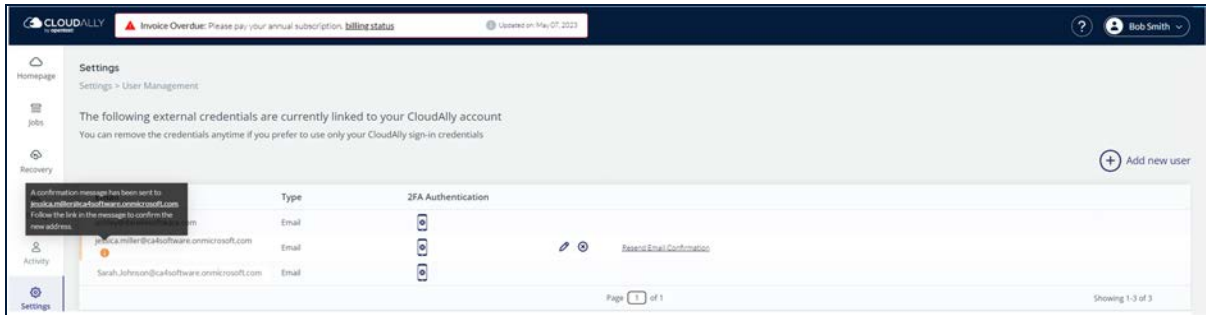 CLOUDALLY
by opentext
Invoice Overdue: Please pay your annual subscription. billing status
Updated on May 07, 2023
?
Bob Smith
Homepage
Jobs
Recovery
Activity
Settings
Settings
Settings > User Management
The following external credentials are currently linked to your CloudAlly account
You can remove the credentials anytime if you prefer to use only your CloudAlly sign-in credentials
Add new user
A confirmation message has been sent to
jessica.miller@ca4software.onmicrosoft.com
Follow the link in the message to confirm the
new address.
Type
2FA Authentication
Email
jessica.miller@ca4software.onmicrosoft.com
Email
Resend Email Confirmation
Sarah.Johnson@ca4software.onmicrosoft.com
Email
Page 1 of 1
Showing 1-3 of 3